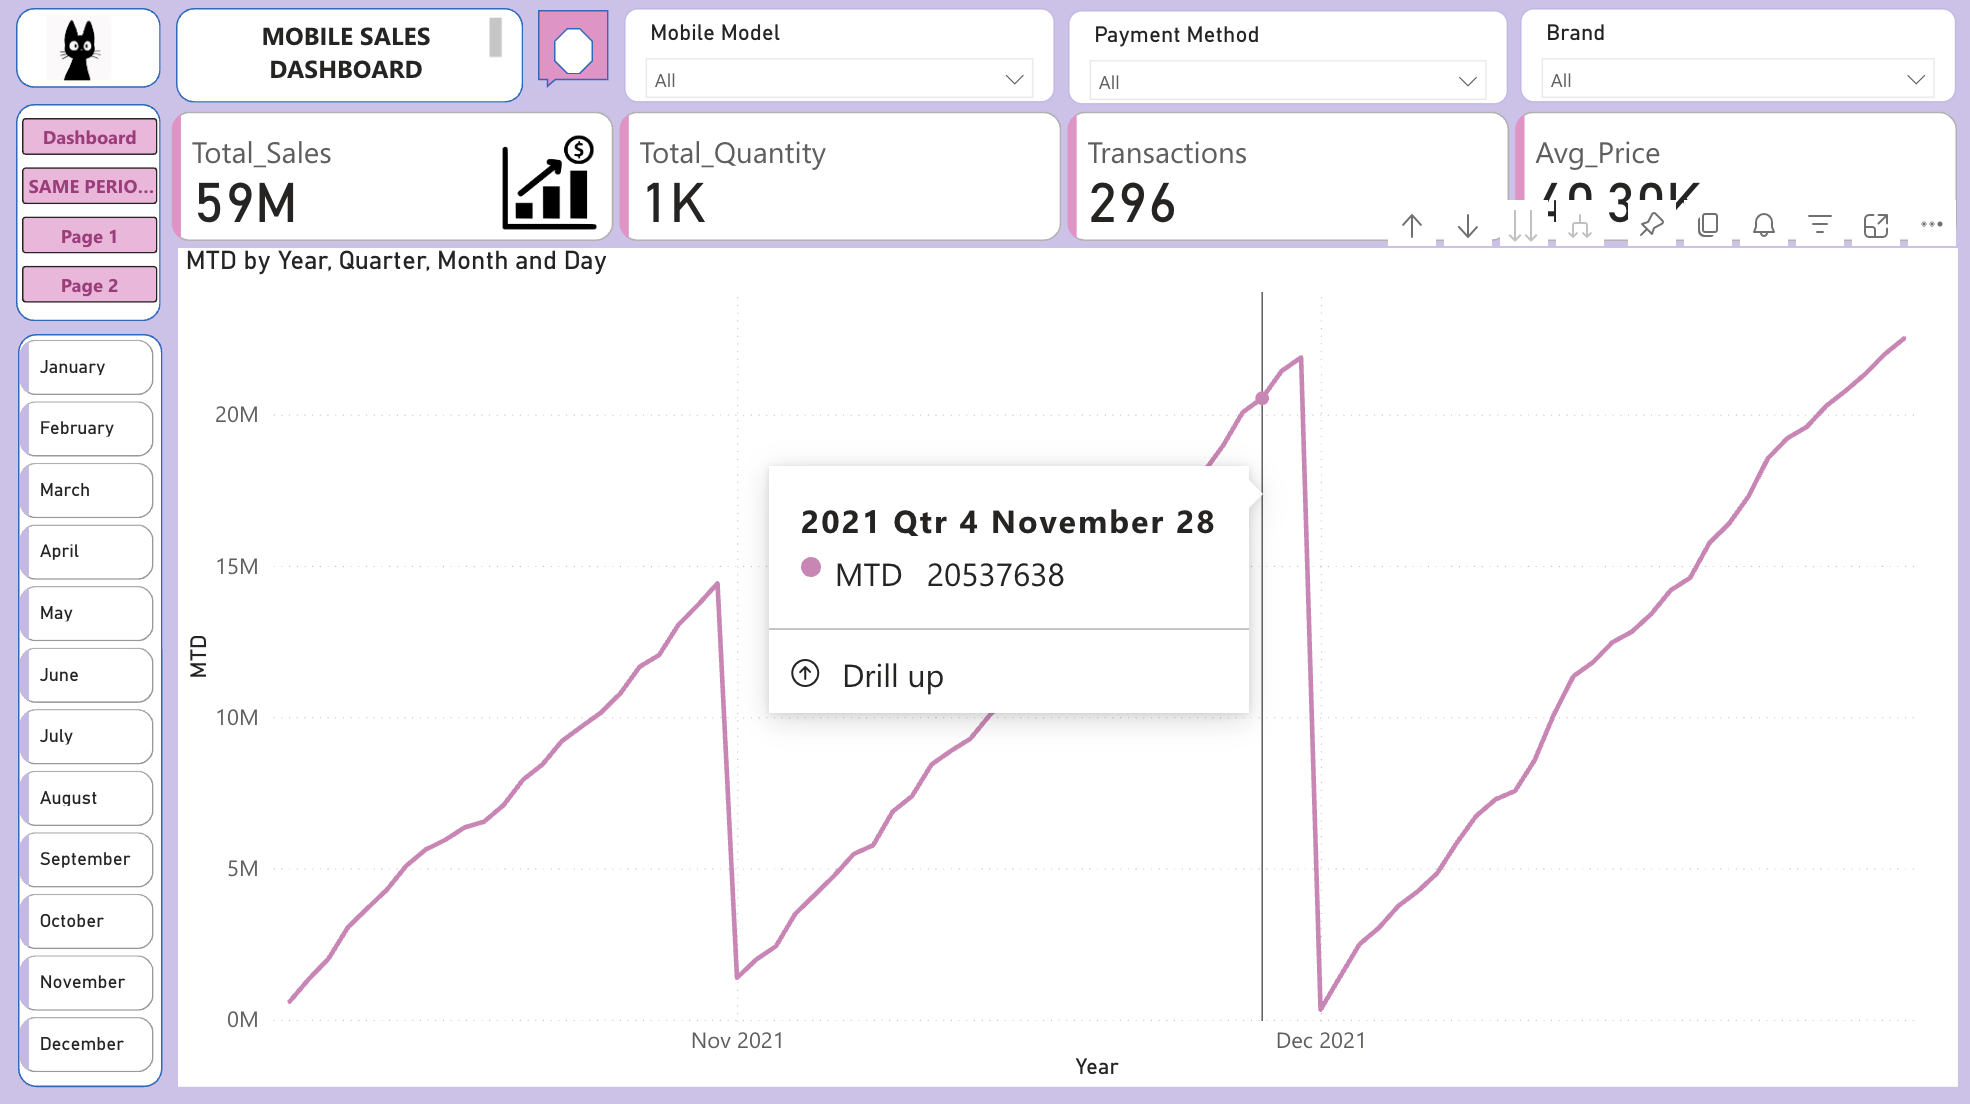 MOBILE SALES
DASHBOARD
Mobile Model
All
Payment Method
All
Brand
All
Dashboard
SAME PERIO...
Page 1
Page 2
Total_Sales
59M
$
Total_Quantity
1K
Transactions
296
Avg_Price
MTD by Year, Quarter, Month and Day
January
February
March
April
May
June
July
August
September
October
November
December
20M
15M
10M
5M
0M
MTD
2021 Qtr 4 November 28
MTD 20537638
Drill up
Nov 2021
Dec 2021
Year